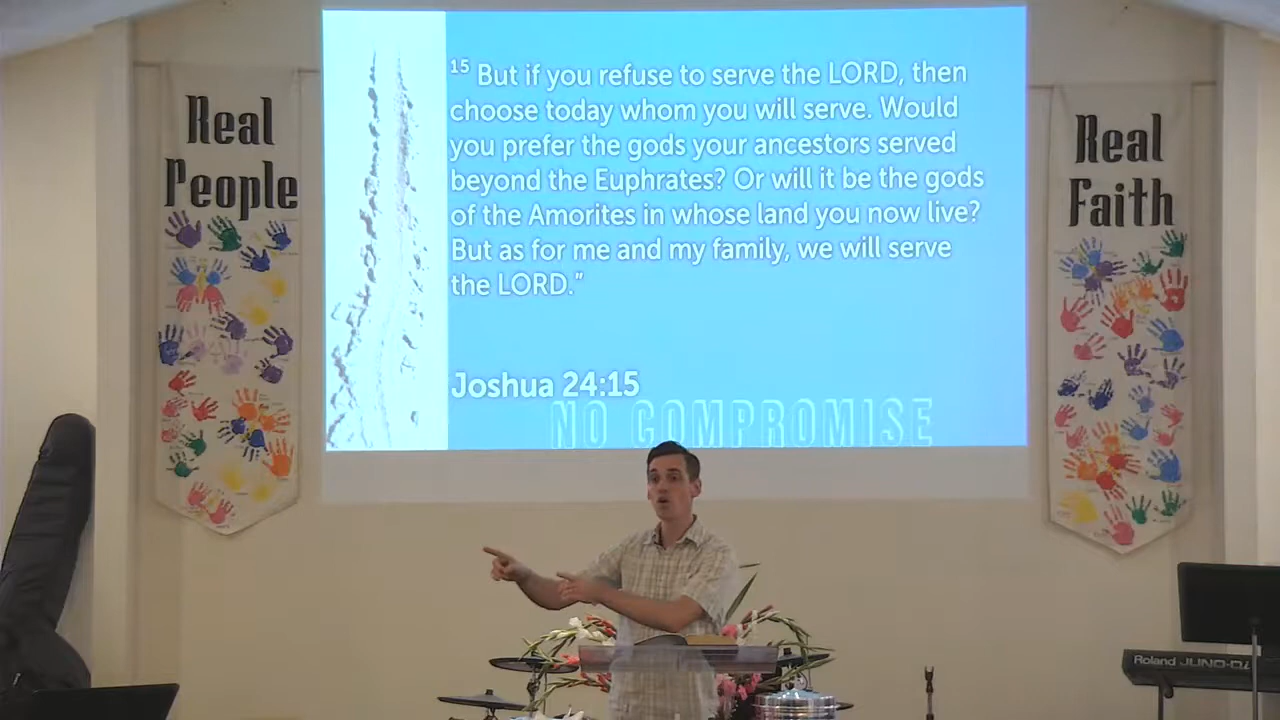 Real
People
15 But if you refuse to serve the LORD, then
choose today whom you will serve. Would
you prefer the gods your ancestors served
beyond the Euphrates? Or will it be the gods
of the Amorites in whose land you now live?
But as for me and my family, we will serve
the LORD.”
Joshua 24:15
NO COMPROMISE
Real
Faith
Roland JUNO-Di